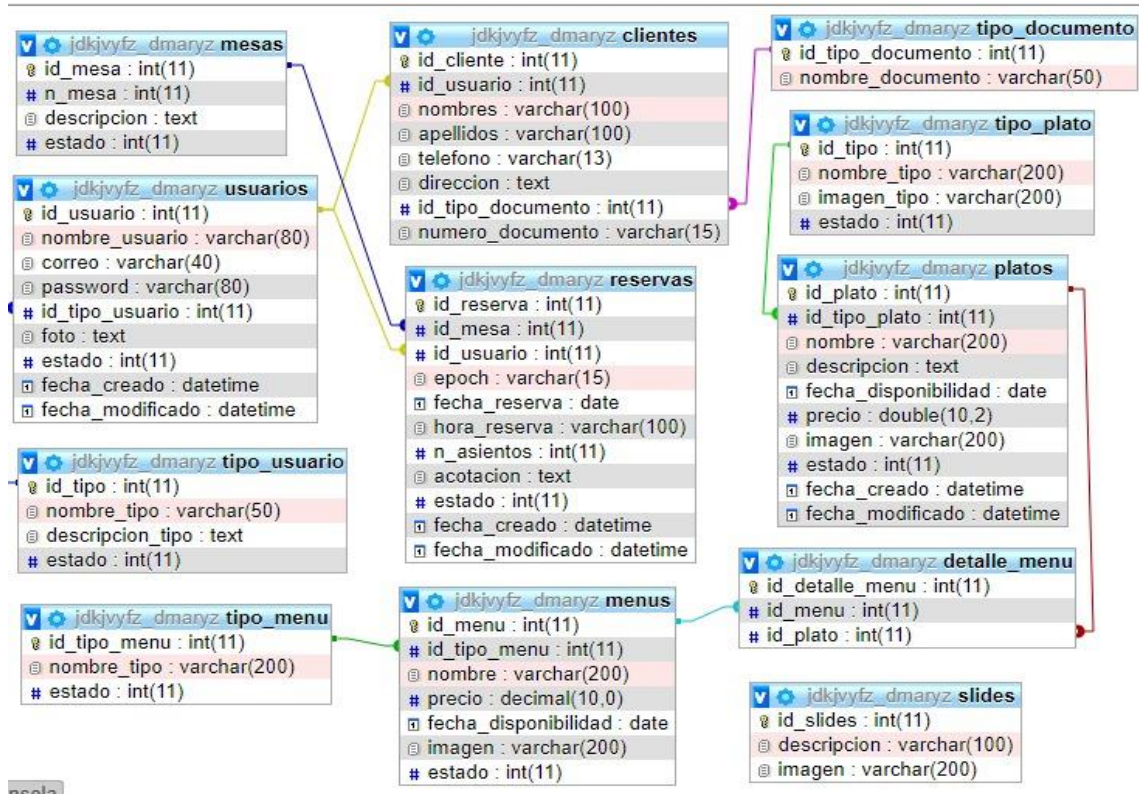 jdkjvyfz_dmaryz mesas
id_mesa : int(11)
n_mesa : int(11)
descripcion : text
estado : int(11)
jdkjvyfz_dmaryz usuarios
id_usuario : int(11)
nombre_usuario : varchar(80)
correo : varchar(40)
password : varchar(80)
id_tipo_usuario : int(11)
foto : text
estado : int(11)
fecha_creado : datetime
fecha_modificado : datetime
jdkjvyfz_dmaryz tipo_usuario
id_tipo : int(11)
nombre_tipo : varchar(50)
descripcion_tipo : text
estado : int(11)
jdkjvyfz_dmaryz tipo_menu
id_tipo_menu : int(11)
nombre_tipo : varchar(200)
estado : int(11)
jdkjvyfz_dmaryz clientes
id_cliente : int(11)
id_usuario : int(11)
nombres : varchar(100)
apellidos : varchar(100)
telefono : varchar(13)
direccion : text
id_tipo_documento : int(11)
numero_documento : varchar(15)
jdkjvyfz_dmaryz reservas
id_reserva : int(11)
id_mesa : int(11)
id_usuario : int(11)
epoch : varchar(15)
fecha_reserva : date
hora_reserva : varchar(100)
n_asientos : int(11)
acotacion : text
estado : int(11)
fecha_creado : datetime
fecha_modificado : datetime
jdkjvyfz_dmaryz menus
id_menu : int(11)
id_tipo_menu : int(11)
nombre : varchar(200)
precio : decimal(10,0)
fecha_disponibilidad : date
imagen : varchar(200)
estado : int(11)
jdkjvyfz_dmaryz tipo_documento
id_tipo_documento : int(11)
nombre_documento : varchar(50)
jdkjvyfz_dmaryz tipo_plato
id_tipo : int(11)
nombre_tipo : varchar(200)
imagen_tipo : varchar(200)
estado : int(11)
jdkjvyfz_dmaryz platos
id_plato : int(11)
id_tipo_plato : int(11)
nombre : varchar(200)
descripcion : text
fecha_disponibilidad : date
precio : double(10,2)
imagen : varchar(200)
estado : int(11)
fecha_creado : datetime
fecha_modificado : datetime
jdkjvyfz_dmaryz detalle_menu
id_detalle_menu : int(11)
id_menu : int(11)
id_plato : int(11)
jdkjvyfz_dmaryz slides
id_slides : int(11)
descripcion : varchar(100)
imagen : varchar(200)